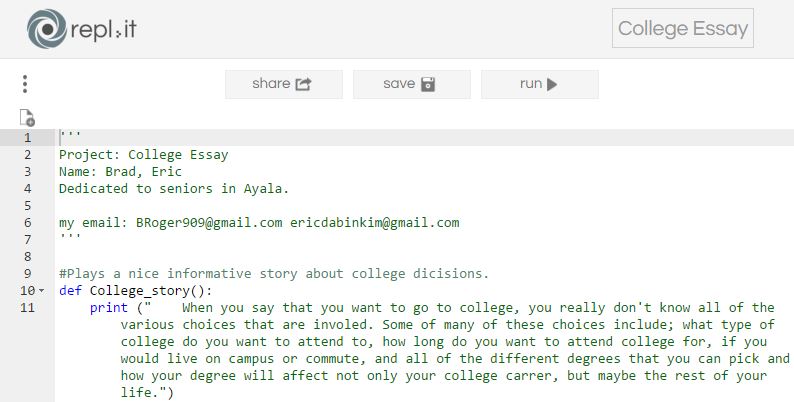 repl.it
College Essay
share
save
run
1 '''
2 Project: College Essay
3 Name: Brad, Eric
4 Dedicated to seniors in Ayala.
5
6 my email: BRoger909@gmail.com ericdabinkim@gmail.com
7 '''
8
9 #Plays a nice informative story about college dicisions.
10 def College_story():
11 print ("    When you say that you want to go to college, you really don't know all of the
various choices that are involed. Some of many of these choices include; what type of
college do you want to attend to, how long do you want to attend college for, if you
would live on campus or commute, and all of the different degrees that you can pick and
how your degree will affect not only your college carrer, but maybe the rest of your
life.")